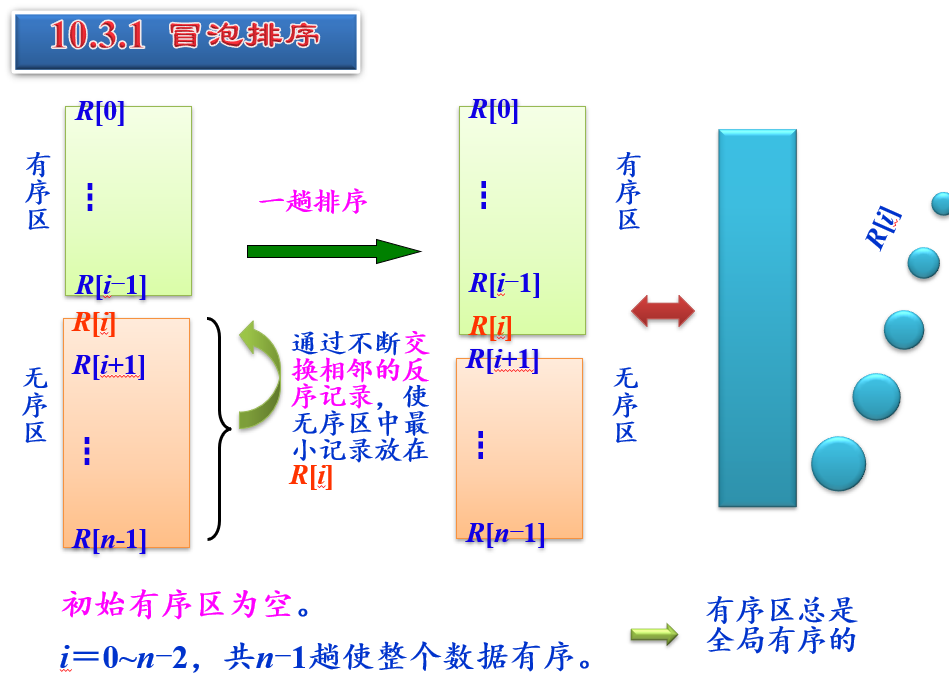 10.3.1 冒泡排序
有序区
R[0]
⋮
R[i−1]
无序区
R[i]
R[i+1]
⋮
R[n-1]
一趟排序
通过不断交
换相邻的反
序记录，使
无序区中最
小记录放在
R[i]
R[0]
⋮
R[i−1]
R[i]
有序区
R[i+1]
⋮
R[n−1]
无序区
R[i]
初始有序区为空。
i＝0~n−2，共n−1趟使整个数据有序。
有序区总是
全局有序的